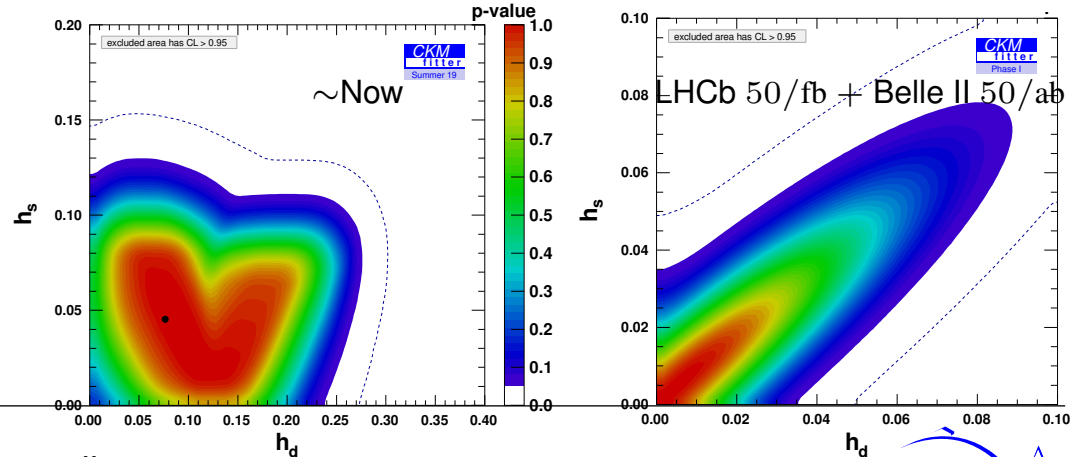 p-value
excluded area has CL > 0.95
CKM
fitter
Summer 19
~Now
0.20
0.15
0.10
0.05
0.00
h_s
0.00 0.05 0.10 0.15 0.20 0.25 0.30 0.35 0.40
h_d
1.0
0.9
0.8
0.7
0.6
0.5
0.4
0.3
0.2
0.1
0.0
excluded area has CL > 0.95
CKM
fitter
Phase I
LHCb 50/fb + Belle II 50/ab
0.10
0.08
0.06
0.04
0.02
0.00
h_s
0.00 0.02 0.04 0.06 0.08 0.10
h_d